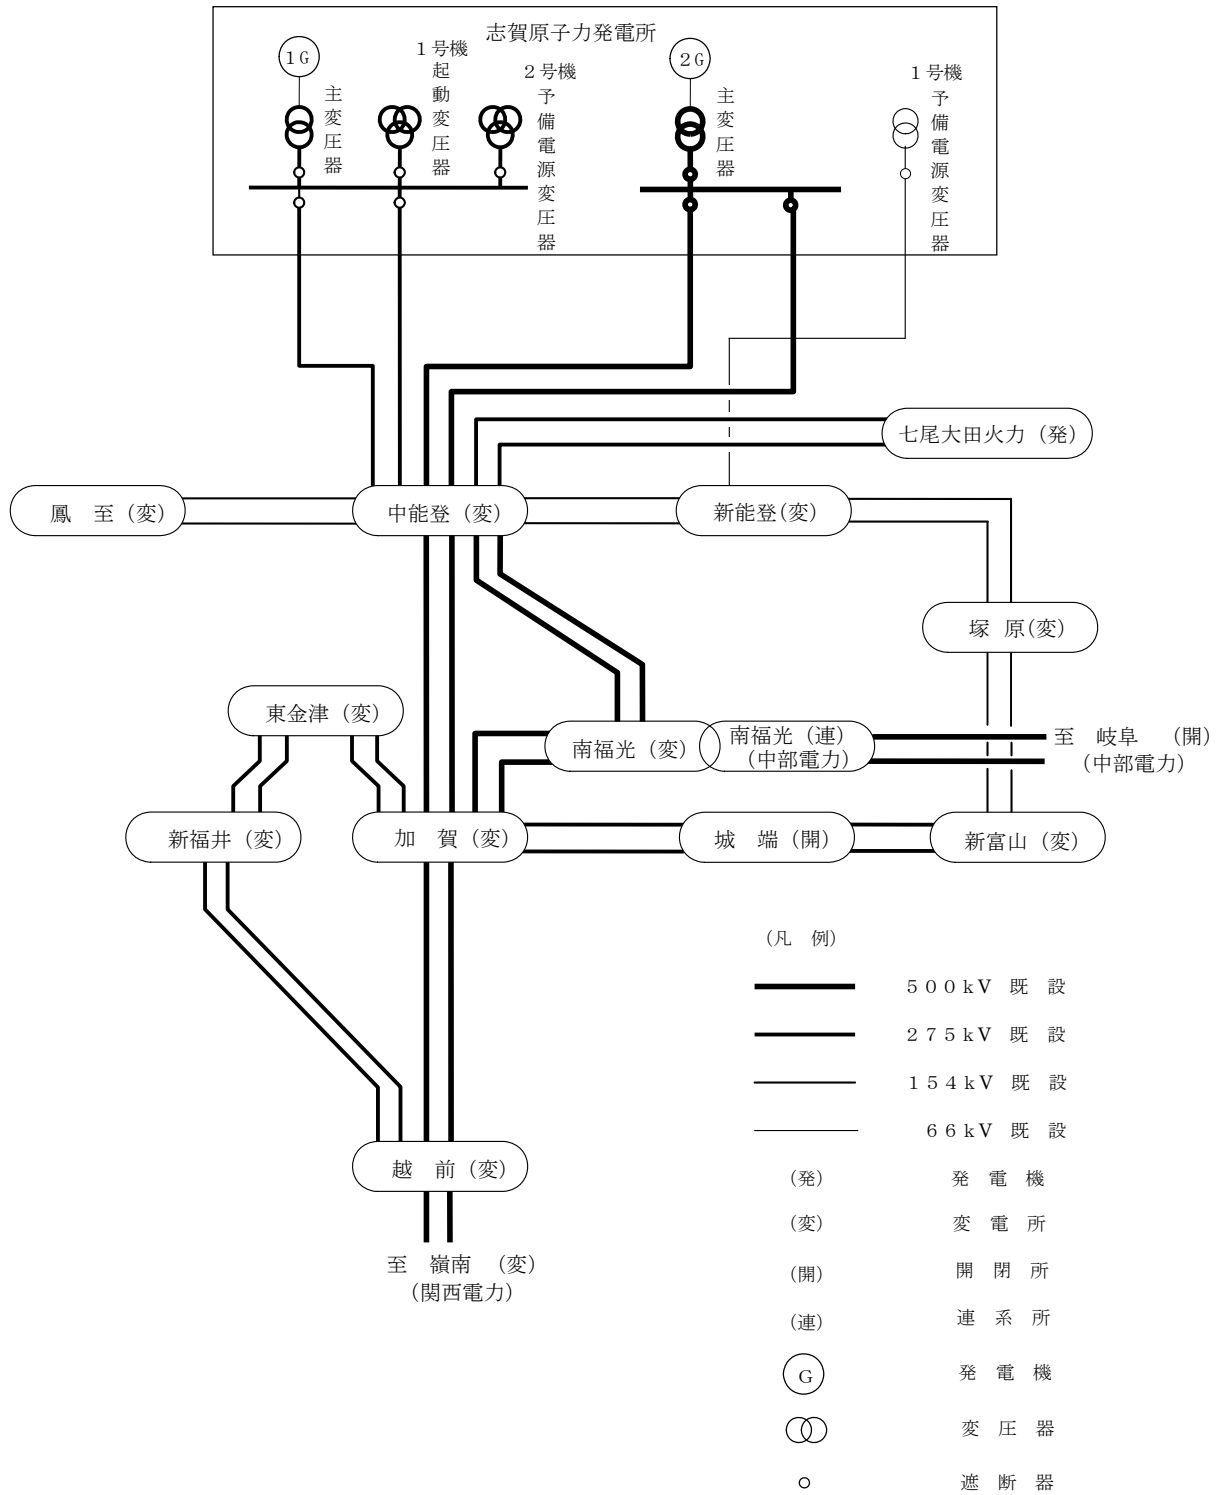 志賀原子力発電所
1G
主変圧器
１号機
起動変圧器
２号機
予備電源変圧器
2G
主変圧器
１号機
予備電源変圧器
七尾大田火力（発）
鳳　至（変）
中能登（変）
新能登(変)
塚　原(変)
東金津（変）
南福光（変）
南福光（連）
（中部電力）
至　岐阜　（開）
（中部電力）
新福井（変）
加　賀（変）
城　端（開）
新富山（変）
越　前（変）
至　嶺南　（変）
（関西電力）
（凡　例）
５００ｋＶ　既　設
２７５ｋＶ　既　設
１５４ｋＶ　既　設
６６ｋＶ　既　設
（発）　発　電　機
（変）　変　電　所
（開）　開　閉　所
（連）　連　系　所
G　発　電　機
変　圧　器
遮　断　器